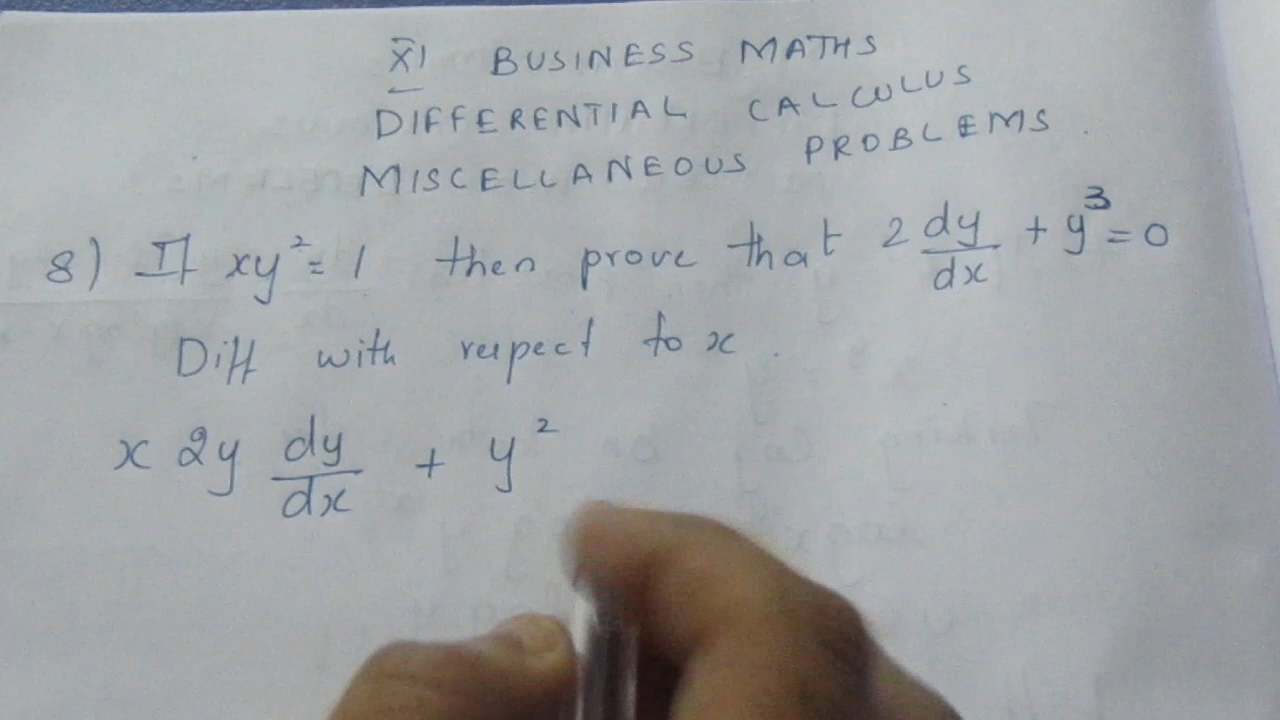 XI BUSINESS MATHS
DIFFERENTIAL CALCULUS
MISCELLANEOUS PROBLEMS.
8) If xy² = 1 then prove that 2 dy/dx + y³ = 0
Diff with respect to x.
x 2y dy/dx + y²